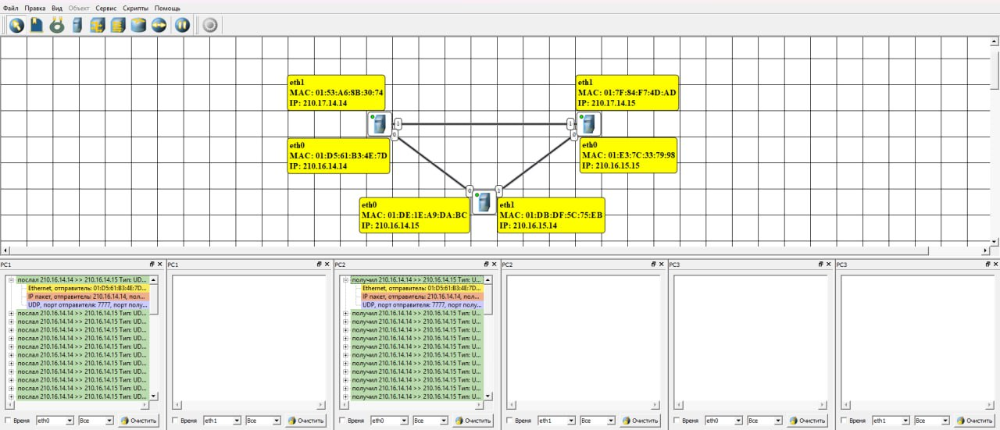 Файл Правка Вид Объект Сервис Скрипты Помощь
eth1
MAC: 01:53:A6:8B:30:74
IP: 210.17.14.14
eth1
MAC: 01:7F:84:F7:4D:AD
IP: 210.17.14.15
1
1
0
0
eth0
MAC: 01:D5:61:B3:4E:7D
IP: 210.16.14.14
eth0
MAC: 01:E3:7C:33:79:98
IP: 210.16.15.15
0
1
eth0
MAC: 01:DE:1E:A9:DA:BC
IP: 210.16.14.15
eth1
MAC: 01:DB:DF:5C:75:EB
IP: 210.16.15.14
PC1
послал 210.16.14.14 >> 210.16.14.15 Тип: UD...
Ethernet, отправитель: 01:D5:61:B3:4E:7D...
IP пакет, отправитель: 210.16.14.14, пол...
UDP, порт отправителя: 7777, порт полу...
послал 210.16.14.14 >> 210.16.14.15 Тип: UD...
послал 210.16.14.14 >> 210.16.14.15 Тип: UD...
послал 210.16.14.14 >> 210.16.14.15 Тип: UD...
послал 210.16.14.14 >> 210.16.14.15 Тип: UD...
послал 210.16.14.14 >> 210.16.14.15 Тип: UD...
послал 210.16.14.14 >> 210.16.14.15 Тип: UD...
послал 210.16.14.14 >> 210.16.14.15 Тип: UD...
послал 210.16.14.14 >> 210.16.14.15 Тип: UD...
послал 210.16.14.14 >> 210.16.14.15 Тип: UD...
послал 210.16.14.14 >> 210.16.14.15 Тип: UD...
послал 210.16.14.14 >> 210.16.14.15 Тип: UD...
Время eth0 Все Очистить
PC1
Время eth1 Все Очистить
PC2
получил 210.16.14.14 >> 210.16.14.15 Тип: U...
Ethernet, отправитель: 01:D5:61:B3:4E:7D...
IP пакет, отправитель: 210.16.14.14, пол...
UDP, порт отправителя: 7777, порт полу...
получил 210.16.14.14 >> 210.16.14.15 Тип: U...
получил 210.16.14.14 >> 210.16.14.15 Тип: U...
получил 210.16.14.14 >> 210.16.14.15 Тип: U...
получил 210.16.14.14 >> 210.16.14.15 Тип: U...
получил 210.16.14.14 >> 210.16.14.15 Тип: U...
получил 210.16.14.14 >> 210.16.14.15 Тип: U...
получил 210.16.14.14 >> 210.16.14.15 Тип: U...
получил 210.16.14.14 >> 210.16.14.15 Тип: U...
получил 210.16.14.14 >> 210.16.14.15 Тип: U...
получил 210.16.14.14 >> 210.16.14.15 Тип: U...
получил 210.16.14.14 >> 210.16.14.15 Тип: U...
Время eth0 Все Очистить
PC2
Время eth1 Все Очистить
PC3
Время eth0 Все Очистить
PC3
Время eth1 Все Очистить